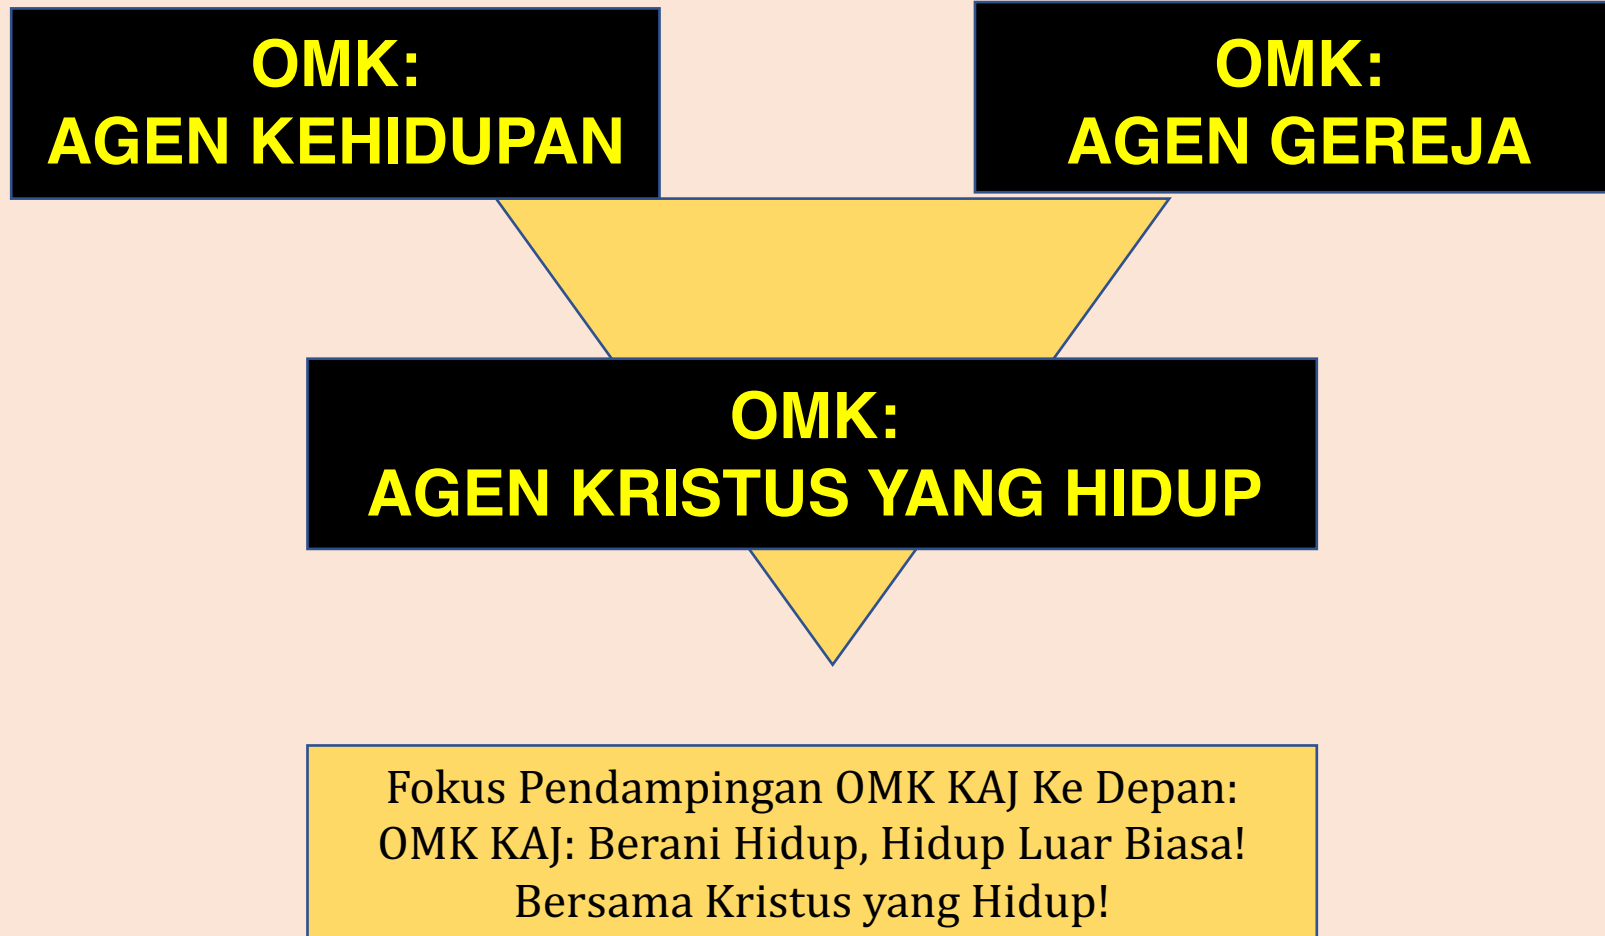 OMK:
AGEN KEHIDUPAN
OMK:
AGEN GEREJA
OMK:
AGEN KRISTUS YANG HIDUP
Fokus Pendampingan OMK KAJ Ke Depan:
OMK KAJ: Berani Hidup, Hidup Luar Biasa!
Bersama Kristus yang Hidup!